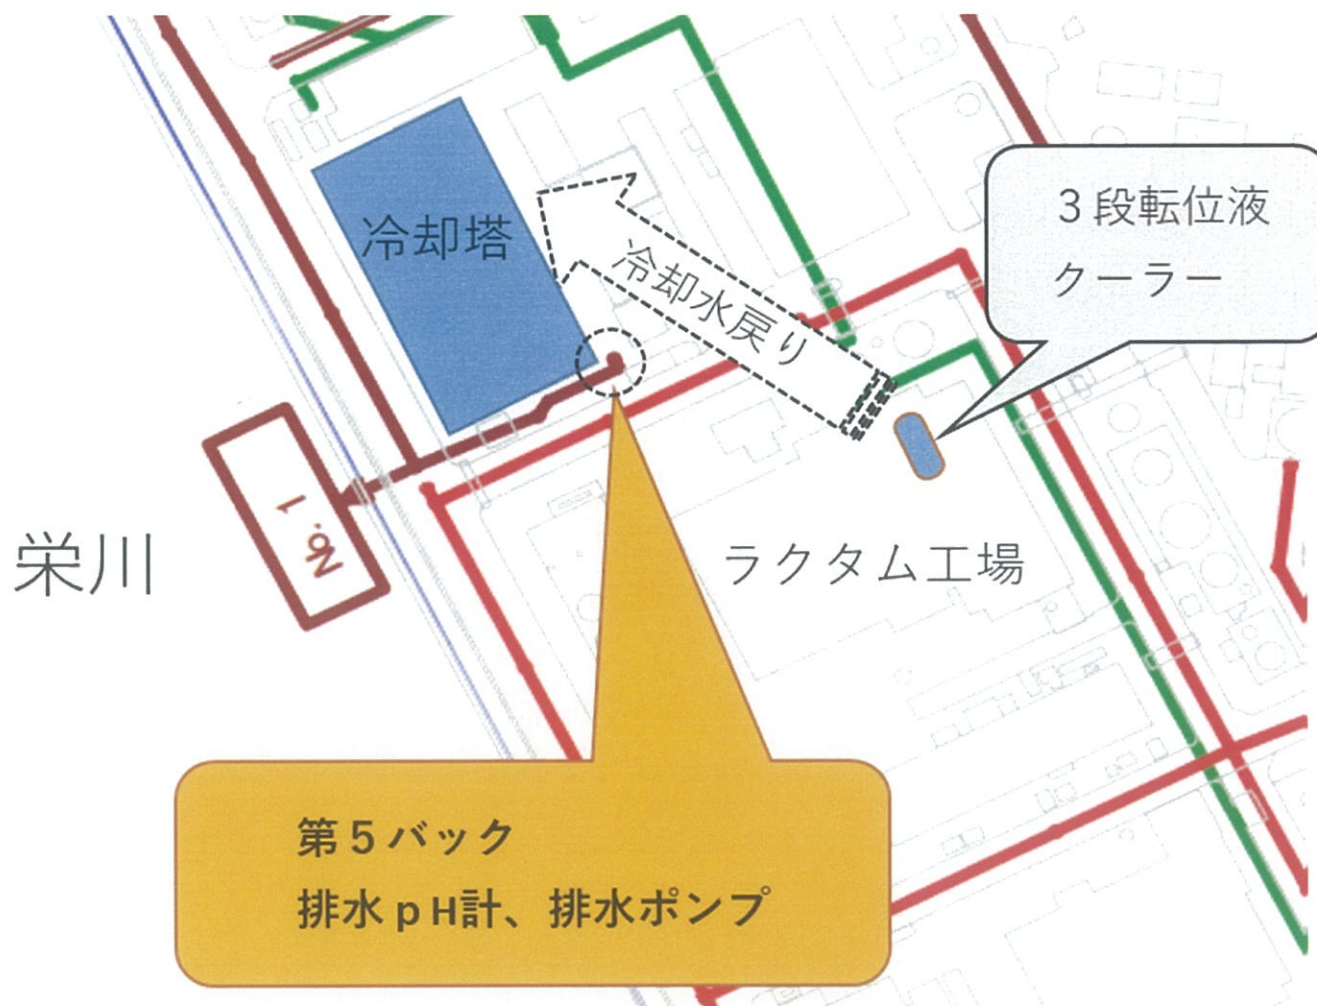 冷却塔
冷却水戻り
３段転位液
クーラー
No. 1
栄川
ラクタム工場
第５バック
排水ｐH計、排水ポンプ